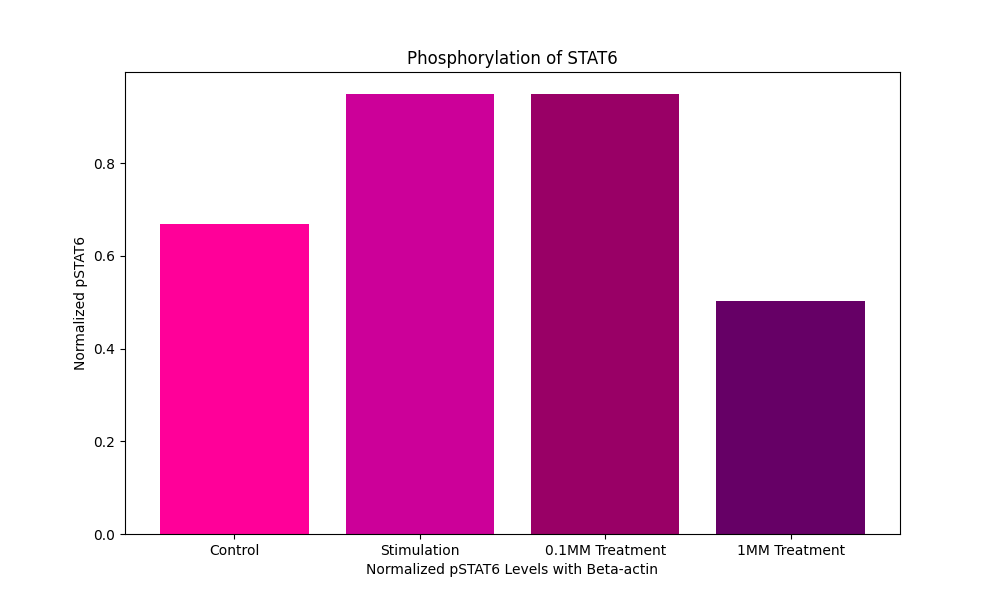 Phosphorylation of STAT6
Normalized pSTAT6
0.8
0.6
0.4
0.2
0.0
Control Stimulation 0.1MM Treatment 1MM Treatment
Normalized pSTAT6 Levels with Beta-actin